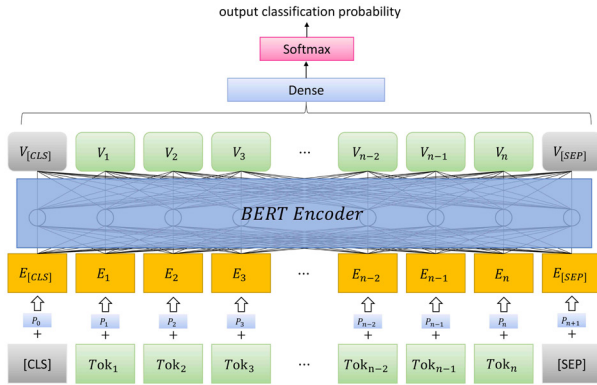 output classification probability
Softmax
Dense
V[CLS] V1 V2 V3 ... Vn−2 Vn−1 Vn V[SEP]
BERT Encoder
E[CLS] E1 E2 E3 ... En−2 En−1 En E[SEP]
P0 P1 P2 P3 Pn−2 Pn−1 Pn Pn+1
+ + + + + + + +
[CLS] Tok1 Tok2 Tok3 ... Tokn−2 Tokn−1 Tokn [SEP]